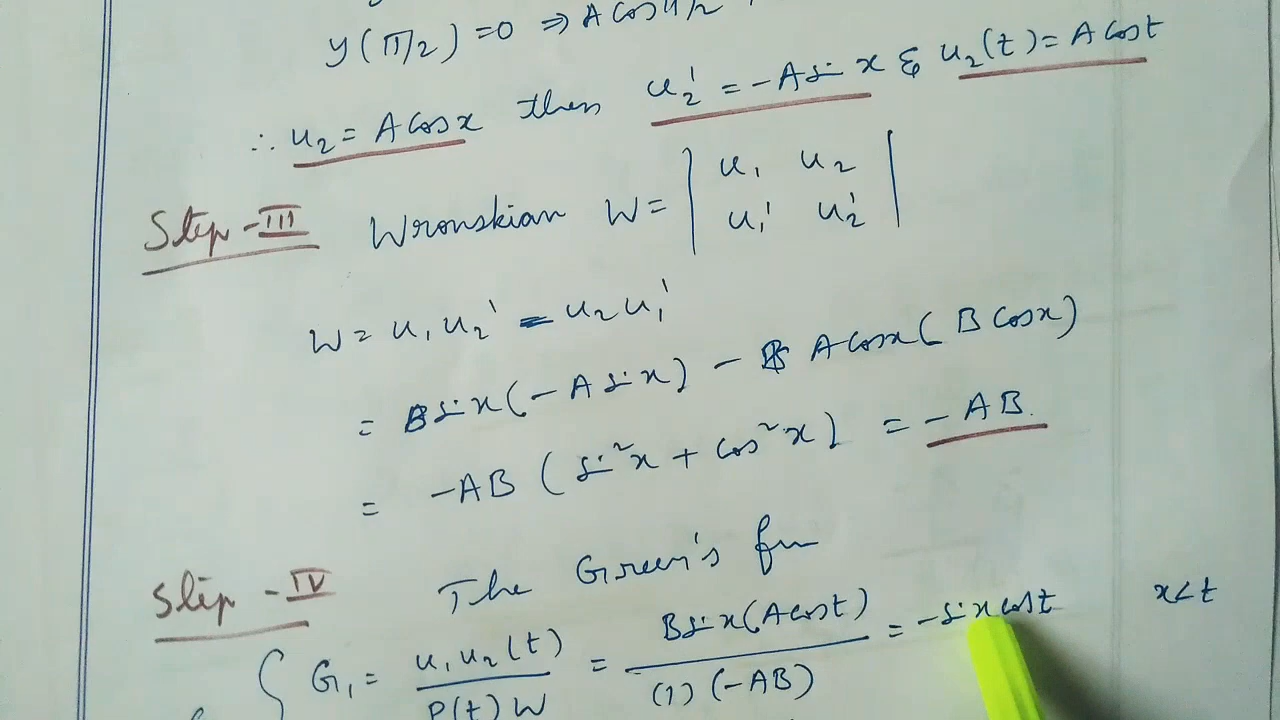 y(π/2) = 0 ⇒ A cos π/2
∴ u₂ = A cos x then u₂' = -A sin x & u₂(t) = A cos t
Step-III Wronskian W = | u₁ u₂ |
| u₁' u₂' |
W = u₁u₂' - u₂u₁'
= B sin x (-A sin x) - A cos x (B cos x)
= -AB (sin²x + cos²x) = -AB.
Step-IV The Green's fn
G₁ = u₁u₂(t) / P(t) W = B sin x (A cos t) / (1) (-AB) = - sin x cos t x < t